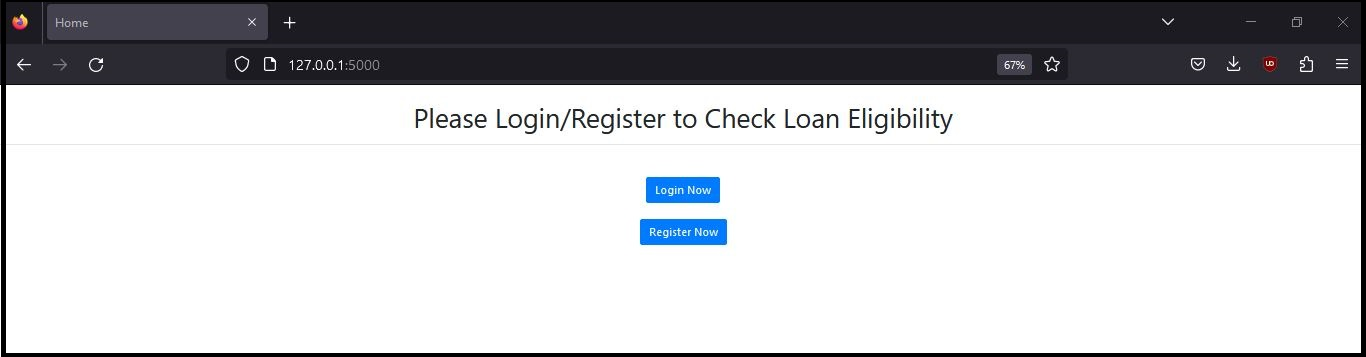 Home
127.0.0.1:5000
67%
Please Login/Register to Check Loan Eligibility
Login Now
Register Now